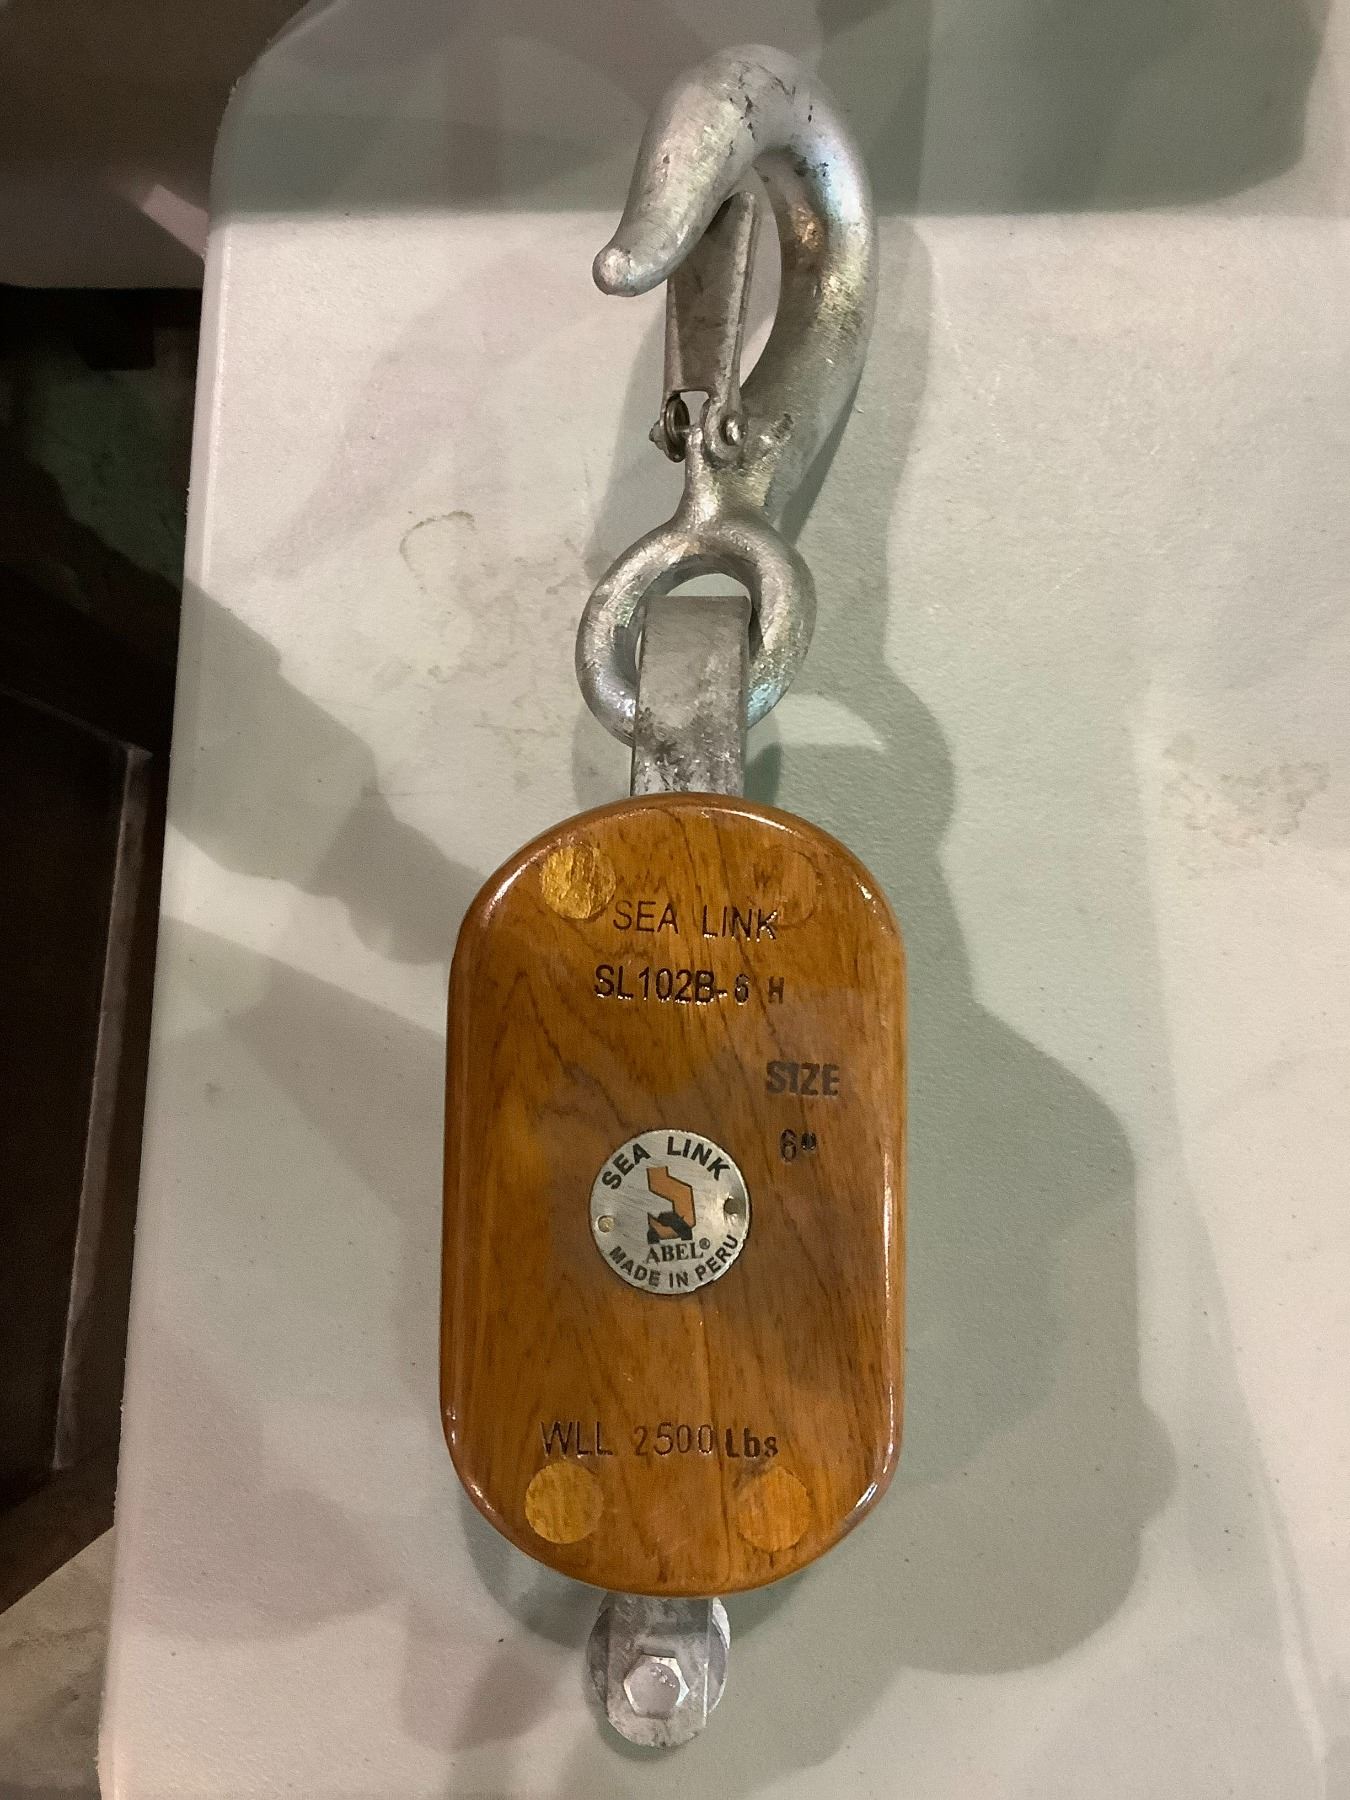 SEA LINK
SL102B-6 H
SIZE
6"
SEA LINK
ABEL®
MADE IN PERU
WLL 2500 Lbs